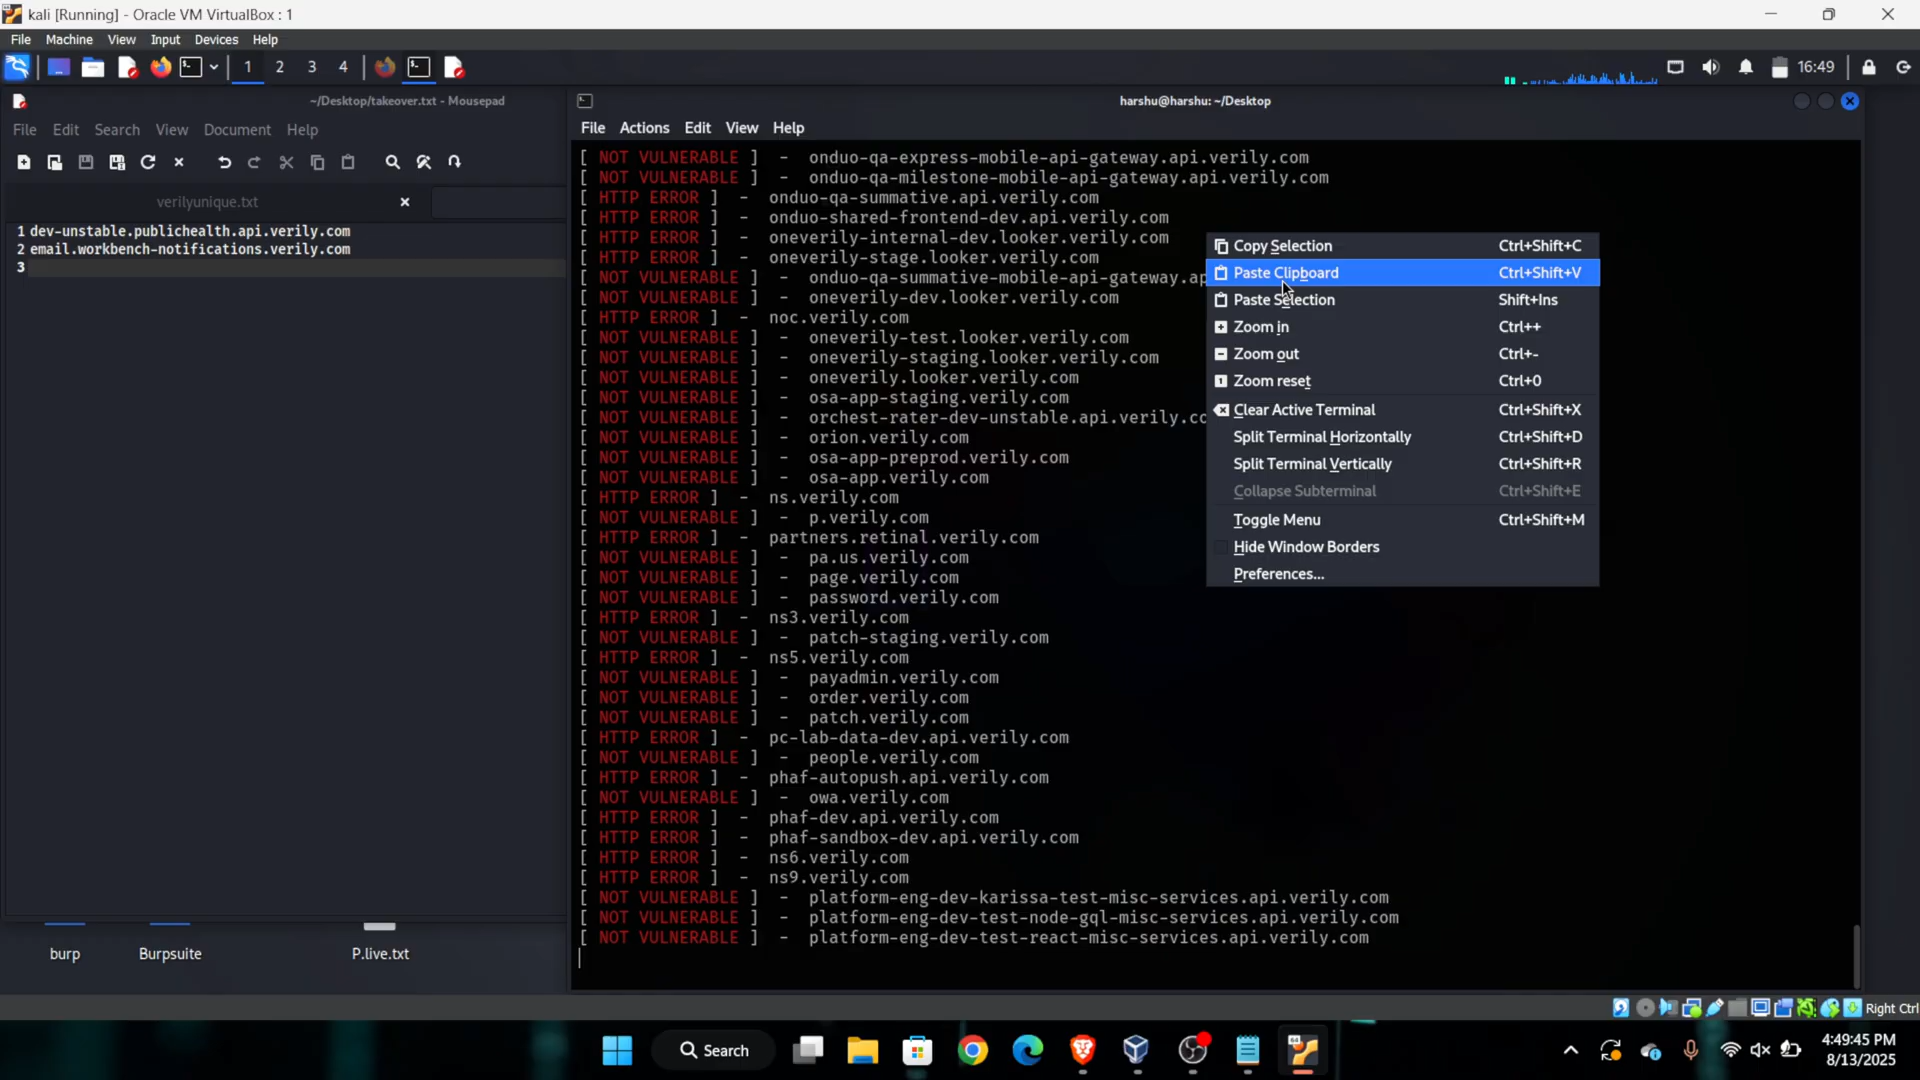 kali [Running] - Oracle VM VirtualBox : 1
File Machine View Input Devices Help
1 2 3 4 16:49
~/Desktop/takeover.txt - Mousepad
File Edit Search View Document Help
verilyunique.txt
1 dev-unstable.publichealth.api.verily.com
2 email.workbench-notifications.verily.com
3
harshu@harshu: ~/Desktop
File Actions Edit View Help
[ NOT VULNERABLE ] - onduo-qa-express-mobile-api-gateway.api.verily.com
[ NOT VULNERABLE ] - onduo-qa-milestone-mobile-api-gateway.api.verily.com
[ HTTP ERROR ] - onduo-qa-summative.api.verily.com
[ HTTP ERROR ] - onduo-shared-frontend-dev.api.verily.com
[ HTTP ERROR ] - oneverily-internal-dev.looker.verily.com
[ HTTP ERROR ] - oneverily-stage.looker.verily.com
[ NOT VULNERABLE ] - onduo-qa-summative-mobile-api-gateway.ap
[ NOT VULNERABLE ] - oneverily-dev.looker.verily.com
[ HTTP ERROR ] - noc.verily.com
[ NOT VULNERABLE ] - oneverily-test.looker.verily.com
[ NOT VULNERABLE ] - oneverily-staging.looker.verily.com
[ NOT VULNERABLE ] - oneverily.looker.verily.com
[ NOT VULNERABLE ] - osa-app-staging.verily.com
[ NOT VULNERABLE ] - orchest-rater-dev-unstable.api.verily.co
[ NOT VULNERABLE ] - orion.verily.com
[ NOT VULNERABLE ] - osa-app-preprod.verily.com
[ NOT VULNERABLE ] - osa-app.verily.com
[ HTTP ERROR ] - ns.verily.com
[ NOT VULNERABLE ] - p.verily.com
[ HTTP ERROR ] - partners.retinal.verily.com
[ NOT VULNERABLE ] - pa.us.verily.com
[ NOT VULNERABLE ] - page.verily.com
[ NOT VULNERABLE ] - password.verily.com
[ HTTP ERROR ] - ns3.verily.com
[ NOT VULNERABLE ] - patch-staging.verily.com
[ HTTP ERROR ] - ns5.verily.com
[ NOT VULNERABLE ] - payadmin.verily.com
[ NOT VULNERABLE ] - order.verily.com
[ NOT VULNERABLE ] - patch.verily.com
[ HTTP ERROR ] - pc-lab-data-dev.api.verily.com
[ NOT VULNERABLE ] - people.verily.com
[ HTTP ERROR ] - phaf-autopush.api.verily.com
[ NOT VULNERABLE ] - owa.verily.com
[ HTTP ERROR ] - phaf-dev.api.verily.com
[ HTTP ERROR ] - phaf-sandbox-dev.api.verily.com
[ HTTP ERROR ] - ns6.verily.com
[ HTTP ERROR ] - ns9.verily.com
[ NOT VULNERABLE ] - platform-eng-dev-karissa-test-misc-services.api.verily.com
[ NOT VULNERABLE ] - platform-eng-dev-test-node-gql-misc-services.api.verily.com
[ NOT VULNERABLE ] - platform-eng-dev-test-react-misc-services.api.verily.com
Copy Selection Ctrl+Shift+C
Paste Clipboard Ctrl+Shift+V
Paste Selection Shift+Ins
Zoom in Ctrl++
Zoom out Ctrl+-
Zoom reset Ctrl+0
Clear Active Terminal Ctrl+Shift+X
Split Terminal Horizontally Ctrl+Shift+D
Split Terminal Vertically Ctrl+Shift+R
Collapse Subterminal Ctrl+Shift+E
Toggle Menu Ctrl+Shift+M
Hide Window Borders
Preferences...
burp Burpsuite P.live.txt
Right Ctrl
Search
4:49:45 PM
8/13/2025